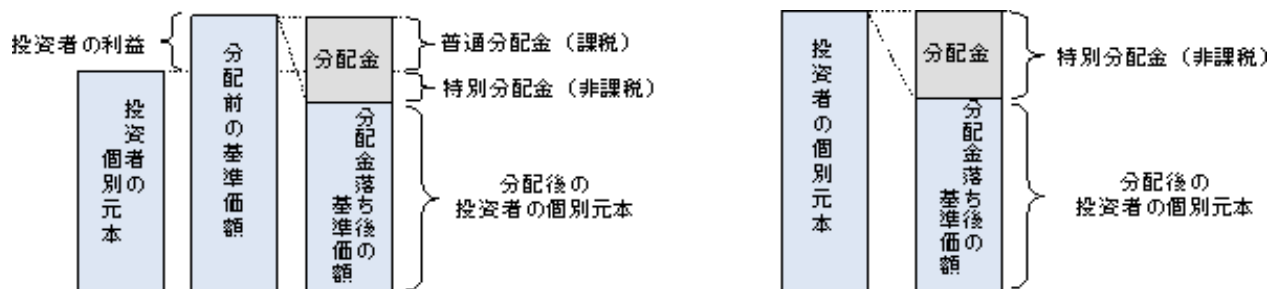 投資者の利益
投資者の
個別元本
分配前の基準価額
分配金
分配金落ち後の
基準価額
普通分配金（課税）
特別分配金（非課税）
分配後の
投資者の個別元本
投資者の個別元本
分配金
分配金落ち後の
基準価額
特別分配金（非課税）
分配後の
投資者の個別元本